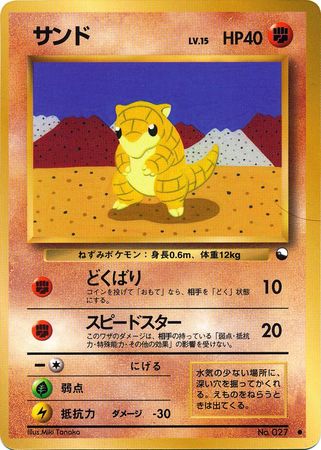 サンド LV.15 HP40
ねずみポケモン：身長0.6m、体重12kg
どくばり 10
コインを投げて「おもて」なら、相手を「どく」状態に
する。
スピードスター 20
このワザのダメージは、相手の持っている「弱点・抵抗
力・特殊能力・その他の効果」の影響を受けない。
にげる
弱点
抵抗力 ダメージ -30
水気の少ない場所に、
深い穴を掘ってかくれ
る。えものをねらうと
きは出てくる。
Illus.Miki Tanaka
No.027